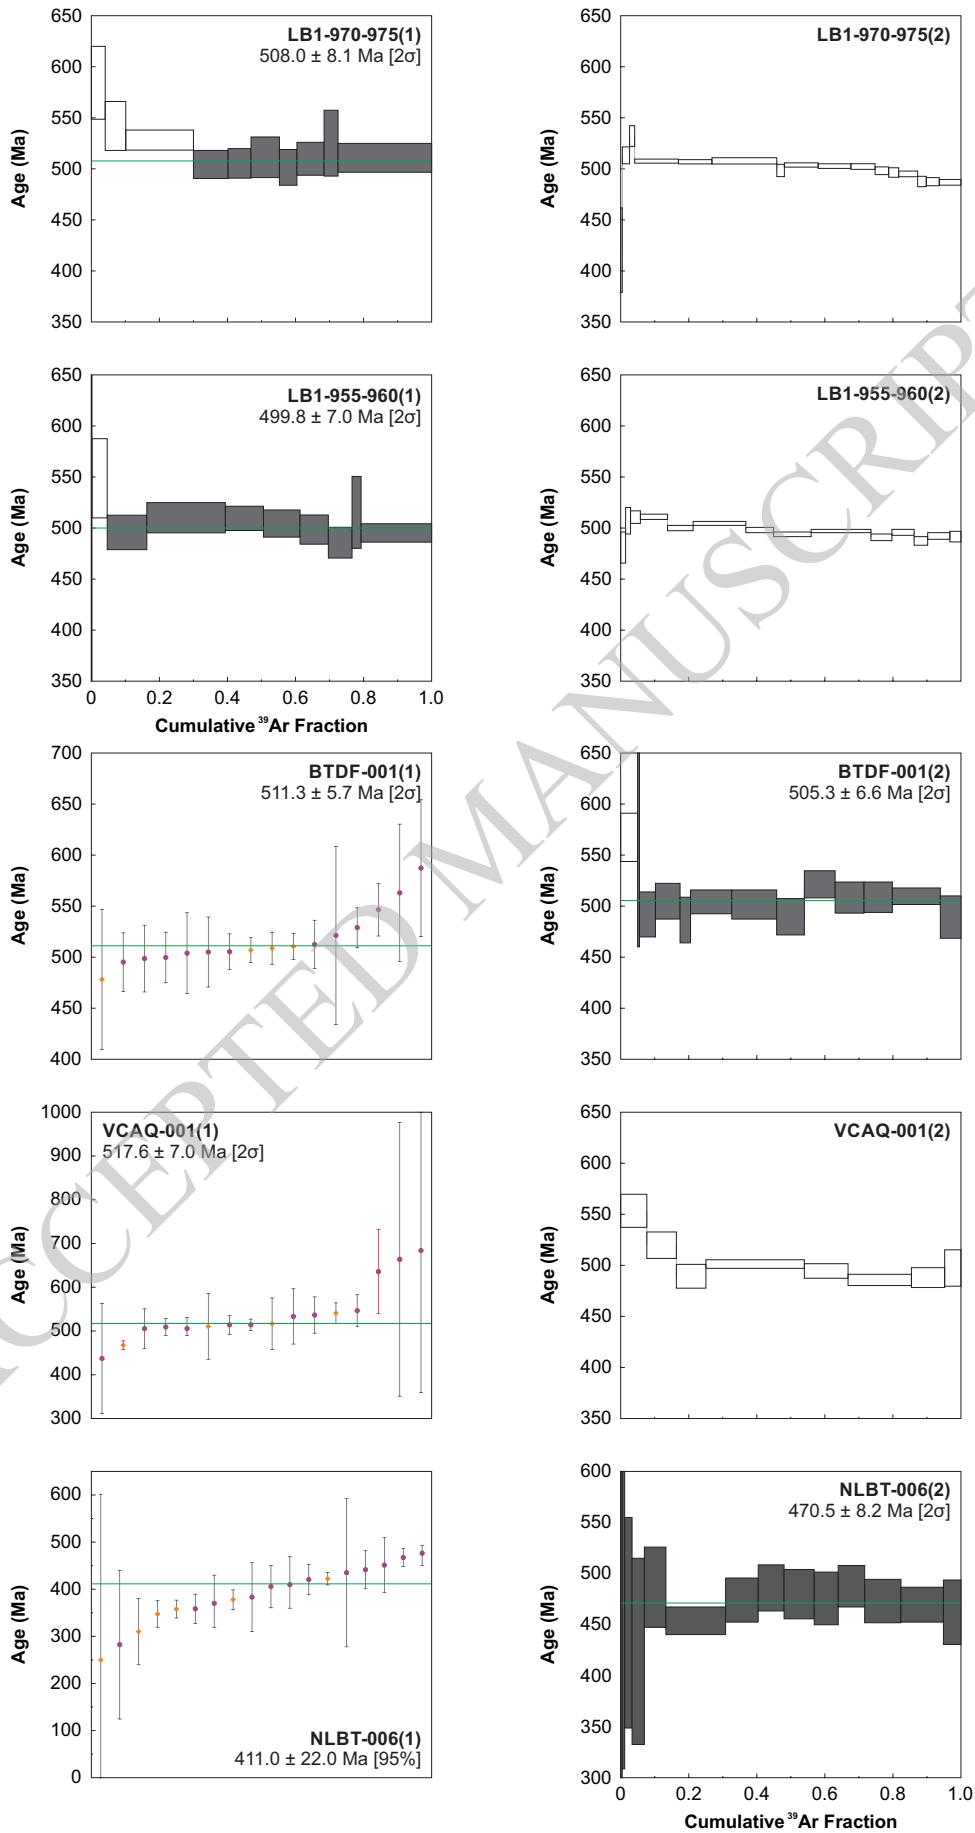 650
600
550
500
450
400
350
Age (Ma)
LB1-970-975(1)
508.0 ± 8.1 Ma [2σ]
650
600
550
500
450
400
350
Age (Ma)
LB1-970-975(2)
650
600
550
500
450
400
350
Age (Ma)
LB1-955-960(1)
499.8 ± 7.0 Ma [2σ]
0 0.2 0.4 0.6 0.8 1.0
Cumulative ³⁹Ar Fraction
650
600
550
500
450
400
350
Age (Ma)
LB1-955-960(2)
700
650
600
550
500
450
400
Age (Ma)
BTDF-001(1)
511.3 ± 5.7 Ma [2σ]
650
600
550
500
450
400
350
Age (Ma)
BTDF-001(2)
505.3 ± 6.6 Ma [2σ]
1000
900
800
700
600
500
400
300
Age (Ma)
VCAQ-001(1)
517.6 ± 7.0 Ma [2σ]
650
600
550
500
450
400
350
Age (Ma)
VCAQ-001(2)
600
500
400
300
200
100
0
Age (Ma)
NLBT-006(1)
411.0 ± 22.0 Ma [95%]
600
550
500
450
400
350
300
Age (Ma)
NLBT-006(2)
470.5 ± 8.2 Ma [2σ]
0 0.2 0.4 0.6 0.8 1.0
Cumulative ³⁹Ar Fraction
ACCEPTED MANUSCRIPT